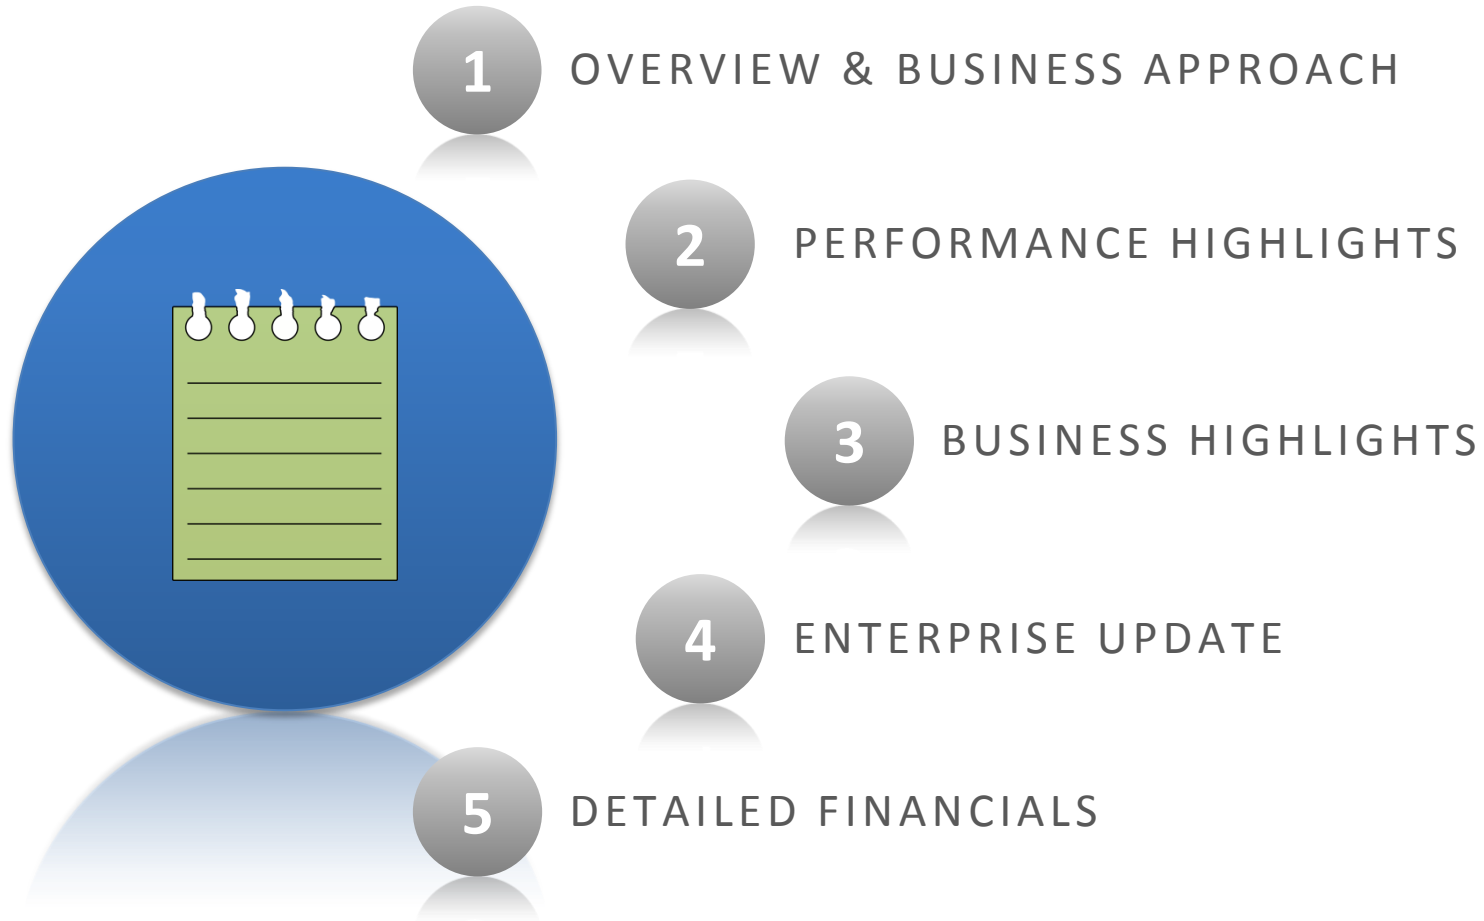 1 OVERVIEW & BUSINESS APPROACH
2 PERFORMANCE HIGHLIGHTS
3 BUSINESS HIGHLIGHTS
4 ENTERPRISE UPDATE
5 DETAILED FINANCIALS